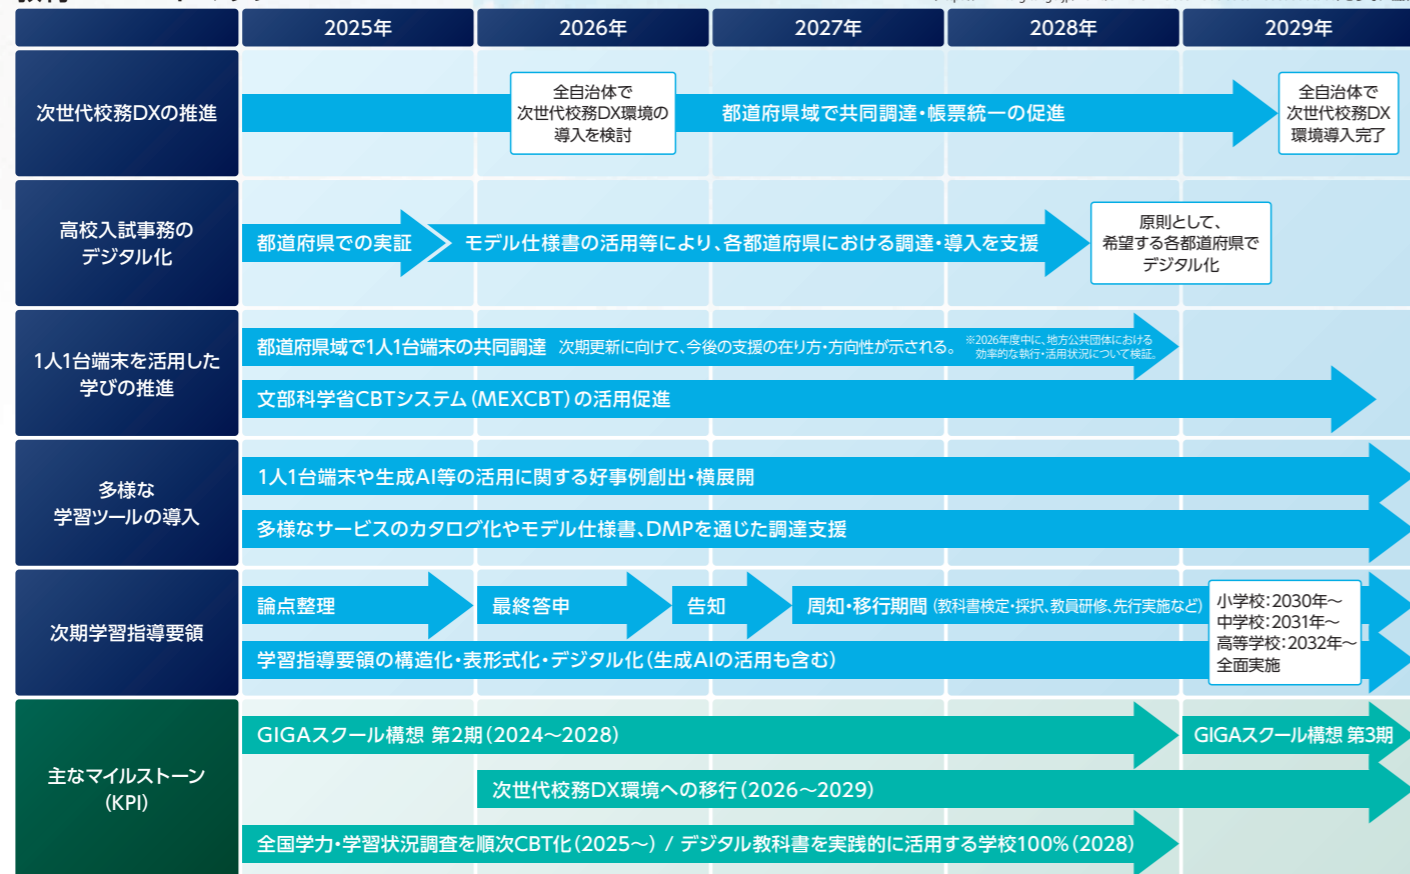 2025年
2026年
2027年
2028年
2029年
次世代校務DXの推進
全自治体で
次世代校務DX環境の
導入を検討
都道府県域で共同調達・帳票統一の促進
全自治体で
次世代校務DX
環境導入完了
高校入試事務の
デジタル化
都道府県での実証
モデル仕様書の活用等により、各都道府県における調達・導入を支援
原則として、
希望する各都道府県で
デジタル化
1人1台端末を活用した
学びの推進
都道府県域で1人1台端末の共同調達 次期更新に向けて、今後の支援の在り方・方向性が示される。
※2026年度中に、地方公共団体における
効率的な執行・活用状況について検証。
文部科学省CBTシステム（MEXCBT）の活用促進
多様な
学習ツールの導入
1人1台端末や生成AI等の活用に関する好事例創出・横展開
多様なサービスのカタログ化やモデル仕様書、DMPを通じた調達支援
次期学習指導要領
論点整理
最終答申
告知
周知・移行期間（教科書検定・採択、教員研修、先行実施など）
小学校：2030年～
中学校：2031年～
高等学校：2032年～
全面実施
学習指導要領の構造化・表形式化・デジタル化（生成AIの活用も含む）
主なマイルストーン
（KPI）
GIGAスクール構想 第2期（2024～2028）
GIGAスクール構想 第3期
次世代校務DX環境への移行（2026～2029）
全国学力・学習状況調査を順次CBT化（2025～） / デジタル教科書を実践的に活用する学校100%（2028）